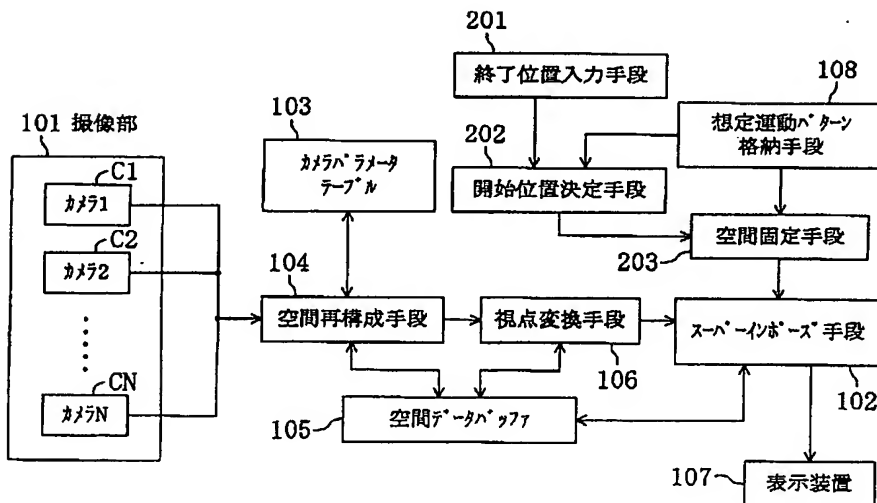 201
終了位置入力手段
108
想定運動パターン
格納手段
101 撮像部
103
カメラパラメータ
テーブル
202
開始位置決定手段
C1
カメラ1
C2
カメラ2
空間固定手段
203
104
空間再構成手段
視点変換手段
106
スーパーインポーズ手段
102
CN
カメラN
105
空間データバッファ
107
表示装置